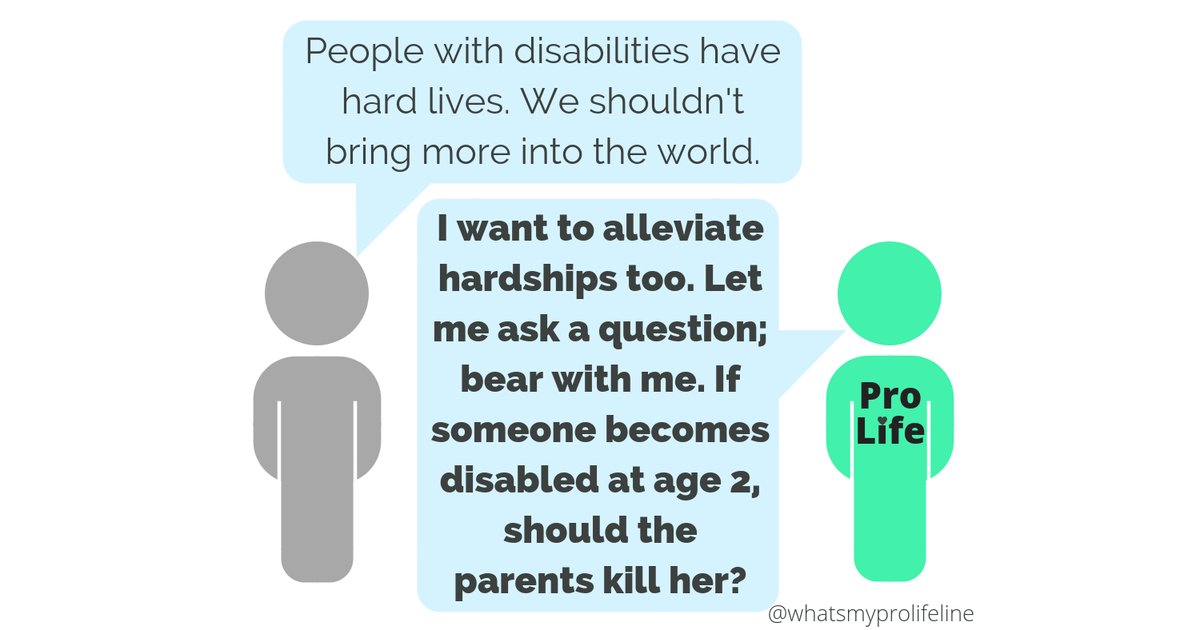 People with disabilities have
hard lives. We shouldn't
bring more into the world.
I want to alleviate
hardships too. Let
me ask a question;
bear with me. If
someone becomes
disabled at age 2,
should the
parents kill her?
Pro
Life
@whatsmyprolifeline